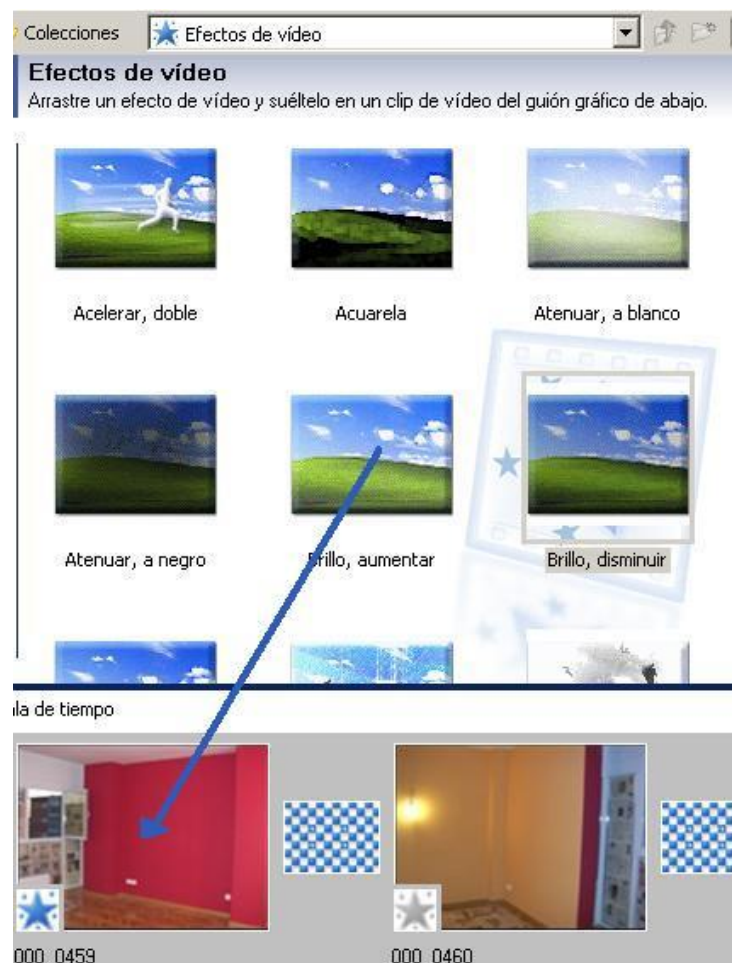 Colecciones Efectos de vídeo
Efectos de vídeo
Arrastre un efecto de vídeo y suéltelo en un clip de vídeo del guión gráfico de abajo.
Acelerar, doble Acuarela Atenuar, a blanco
Atenuar, a negro Brillo, aumentar Brillo, disminuir
la de tiempo
000_0459 000_0460